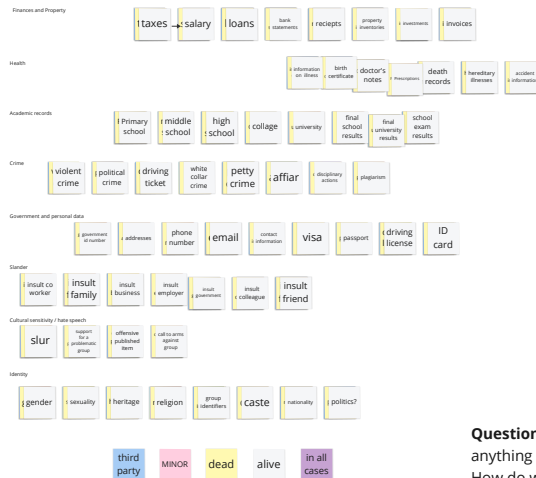 Finances and Property
taxes salary loans bank statements reciepts property inventories investments invoices
Health
information on illness birth certificate doctor's notes Prescriptions death records hereditary illnesses accident information
Academic records
Primary school middle school high school collage university final school results final university results school exam results
Crime
violent crime political crime driving ticket white collar crime petty crime affiar disciplinary actions plagiarism
Government and personal data
government id number addresses phone number email contact information visa passport driving license ID card
Slander
insult co worker insult family insult business insult employer insult government insult colleague insult friend
Cultural sensitivity / hate speech
slur support for a problematic group offensive published item call to arms against group
Identity
gender sexuality heritage religion group identifiers caste nationality politics?
third party MINOR dead alive in all cases
Question
anything
How do w